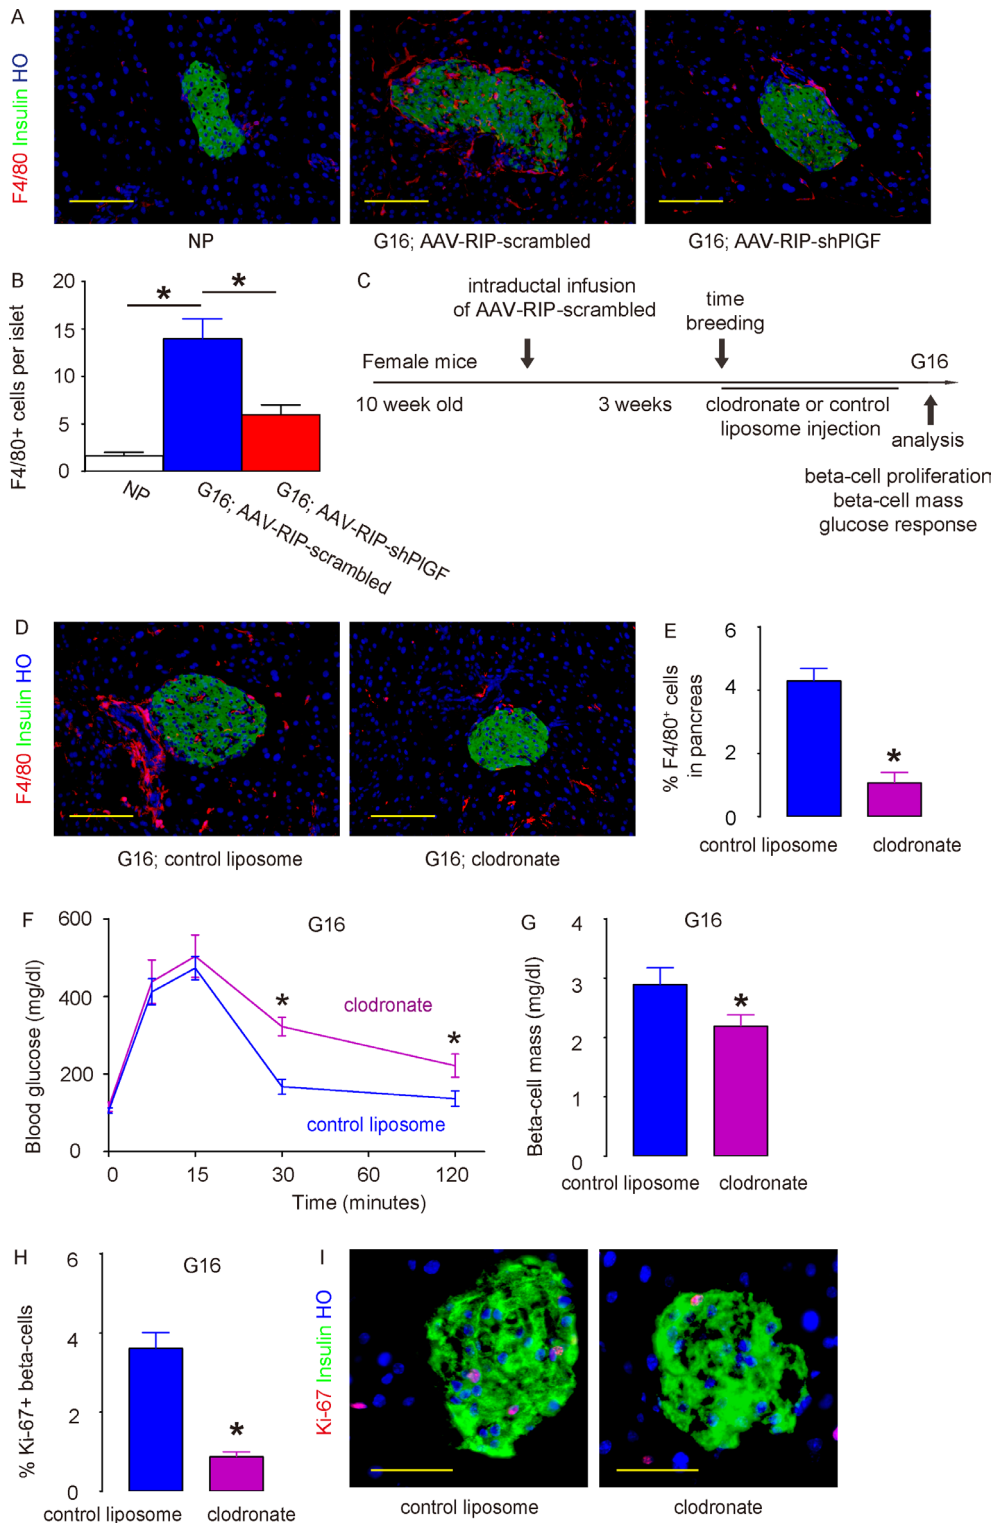 A
F4/80 Insulin HO
NP
G16; AAV-RIP-scrambled
G16; AAV-RIP-shPlGF
B
F4/80+ cells per islet
20
15
10
5
0
*
*
NP
G16; AAV-RIP-scrambled
G16; AAV-RIP-shPlGF
C
intraductal infusion
of AAV-RIP-scrambled
time
breeding
Female mice
G16
10 week old
3 weeks
clodronate or control
liposome injection
analysis
beta-cell proliferation
beta-cell mass
glucose response
D
F4/80 Insulin HO
G16; control liposome
G16; clodronate
E
% F4/80+ cells
in pancreas
6
4
2
0
*
control liposome
clodronate
F
G16
Blood glucose (mg/dl)
600
400
200
0
*
clodronate
*
control liposome
0
15
30
60
120
Time (minutes)
G
G16
Beta-cell mass (mg/dl)
4
3
2
1
0
*
control liposome
clodronate
H
G16
% Ki-67+ beta-cells
6
4
2
0
*
control liposome
clodronate
I
Ki-67 Insulin HO
control liposome
clodronate